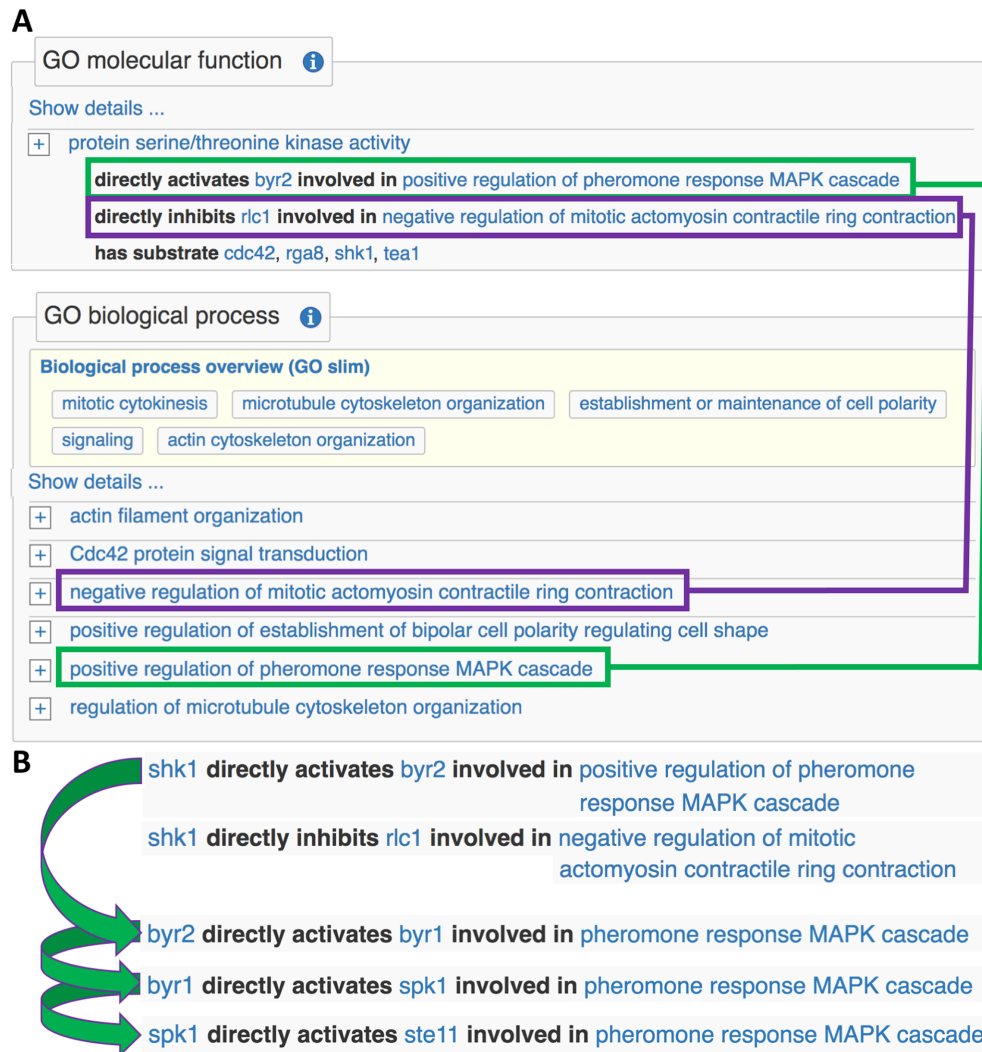 A
GO molecular function i
Show details ...
+ protein serine/threonine kinase activity
directly activates byr2 involved in positive regulation of pheromone response MAPK cascade
directly inhibits rlc1 involved in negative regulation of mitotic actomyosin contractile ring contraction
has substrate cdc42, rga8, shk1, tea1
GO biological process i
Biological process overview (GO slim)
mitotic cytokinesis microtubule cytoskeleton organization establishment or maintenance of cell polarity
signaling actin cytoskeleton organization
Show details ...
+ actin filament organization
+ Cdc42 protein signal transduction
+ negative regulation of mitotic actomyosin contractile ring contraction
+ positive regulation of establishment of bipolar cell polarity regulating cell shape
+ positive regulation of pheromone response MAPK cascade
+ regulation of microtubule cytoskeleton organization
B
shk1 directly activates byr2 involved in positive regulation of pheromone
response MAPK cascade
shk1 directly inhibits rlc1 involved in negative regulation of mitotic
actomyosin contractile ring contraction
byr2 directly activates byr1 involved in pheromone response MAPK cascade
byr1 directly activates spk1 involved in pheromone response MAPK cascade
spk1 directly activates ste11 involved in pheromone response MAPK cascade